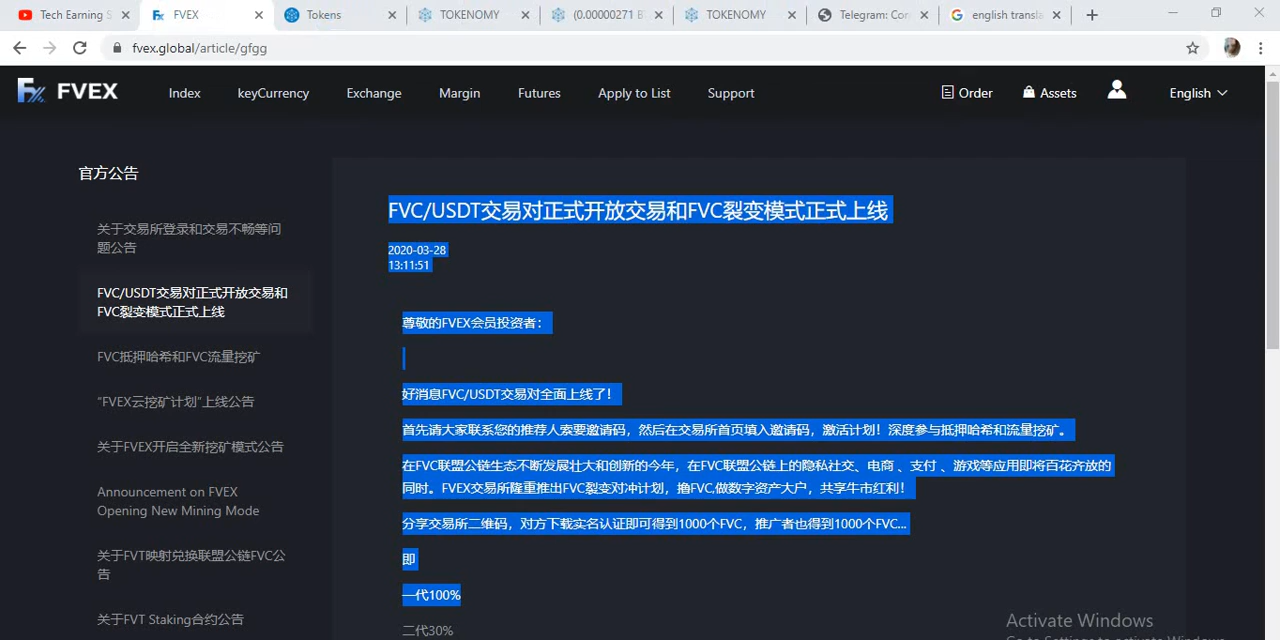 Tech Earning S
FVEX
Tokens
TOKENOMY
(0.00000271 B
TOKENOMY
Telegram: Con
english transla
fvex.global/article/gfgg
FVEX
Index
keyCurrency
Exchange
Margin
Futures
Apply to List
Support
Order
Assets
English
官方公告
关于交易所登录和交易不畅等问
题公告
FVC/USDT交易对正式开放交易和
FVC裂变模式正式上线
FVC抵押哈希和FVC流量挖矿
“FVEX云挖矿计划”上线公告
关于FVEX开启全新挖矿模式公告
Announcement on FVEX
Opening New Mining Mode
关于FVT映射兑换联盟公链FVC公
告
关于FVT Staking合约公告
FVC/USDT交易对正式开放交易和FVC裂变模式正式上线
2020-03-28
13:11:51
尊敬的FVEX会员投资者：
好消息FVC/USDT交易对全面上线了！
首先请大家联系您的推荐人索要邀请码，然后在交易所首页填入邀请码，激活计划！深度参与抵押哈希和流量挖矿。
在FVC联盟公链生态不断发展壮大和创新的今年，在FVC联盟公链上的隐私社交、电商 、支付 、游戏等应用即将百花齐放的
同时。FVEX交易所隆重推出FVC裂变对冲计划，撸FVC,做数字资产大户，共享牛市红利！
分享交易所二维码，对方下载实名认证即可得到1000个FVC，推广者也得到1000个FVC...
即
一代100%
二代30%
Activate Windows
Go to Settings to activate Windows.